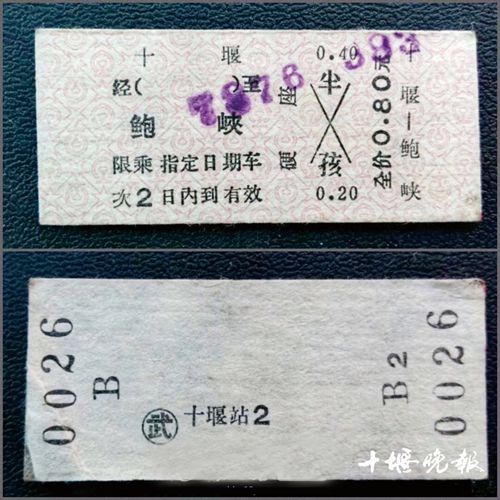 十堰
经( )至
鲍峡
限乘指定日期车
次2日内到有效
硬座
0.40
半
孩
0.20
全价0.80元
十堰—鲍峡
0026
B
武 十堰站2
B2
0026
十堰晚报